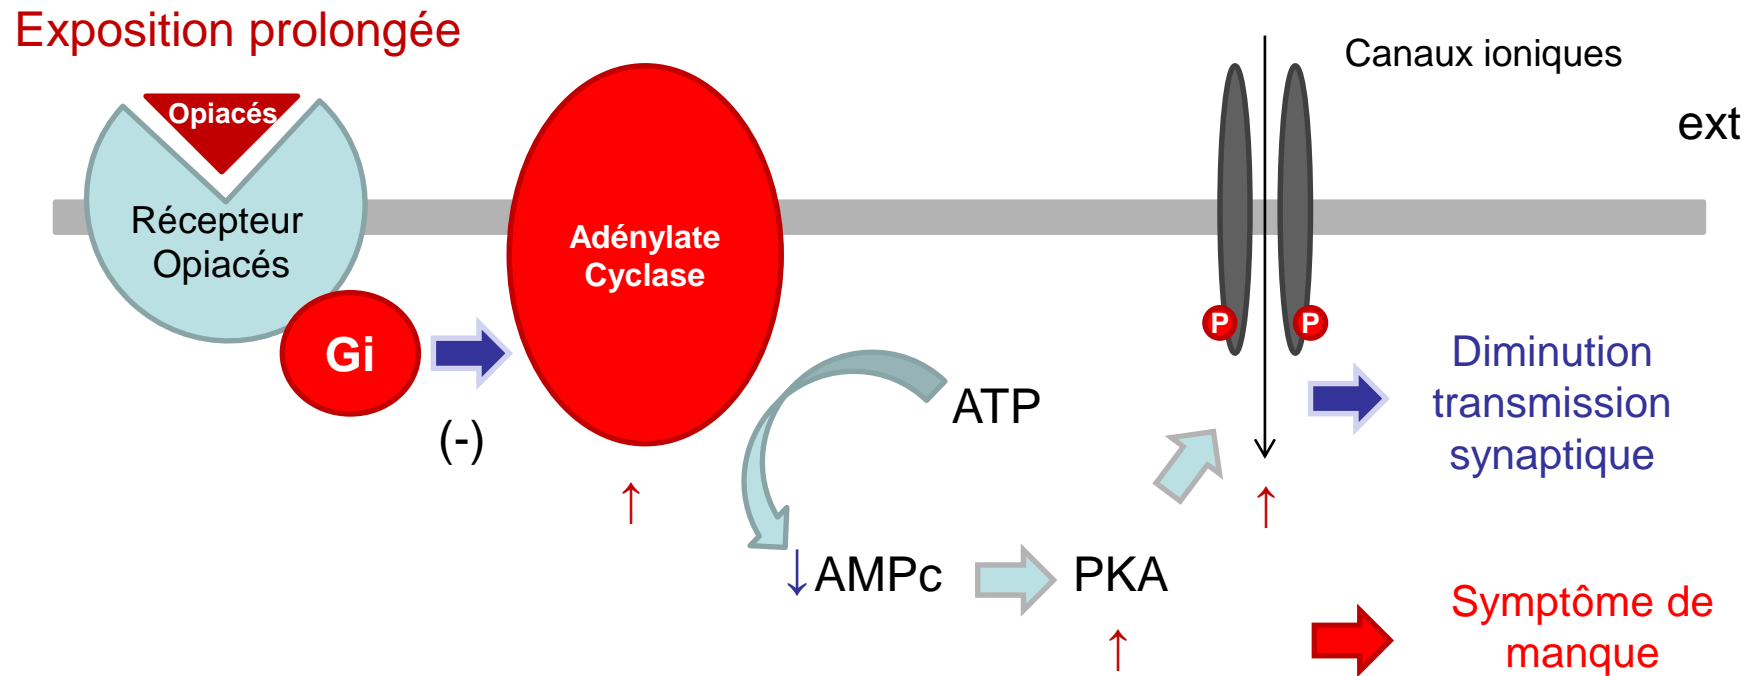 Exposition prolongée
Canaux ioniques
Opiacés
ext
Récepteur
Opiacés
Adénylate
Cyclase
Gi
(-)
P
P
Diminution
transmission
synaptique
ATP
↑
↑
↓AMPc
PKA
↑
Symptôme de
manque